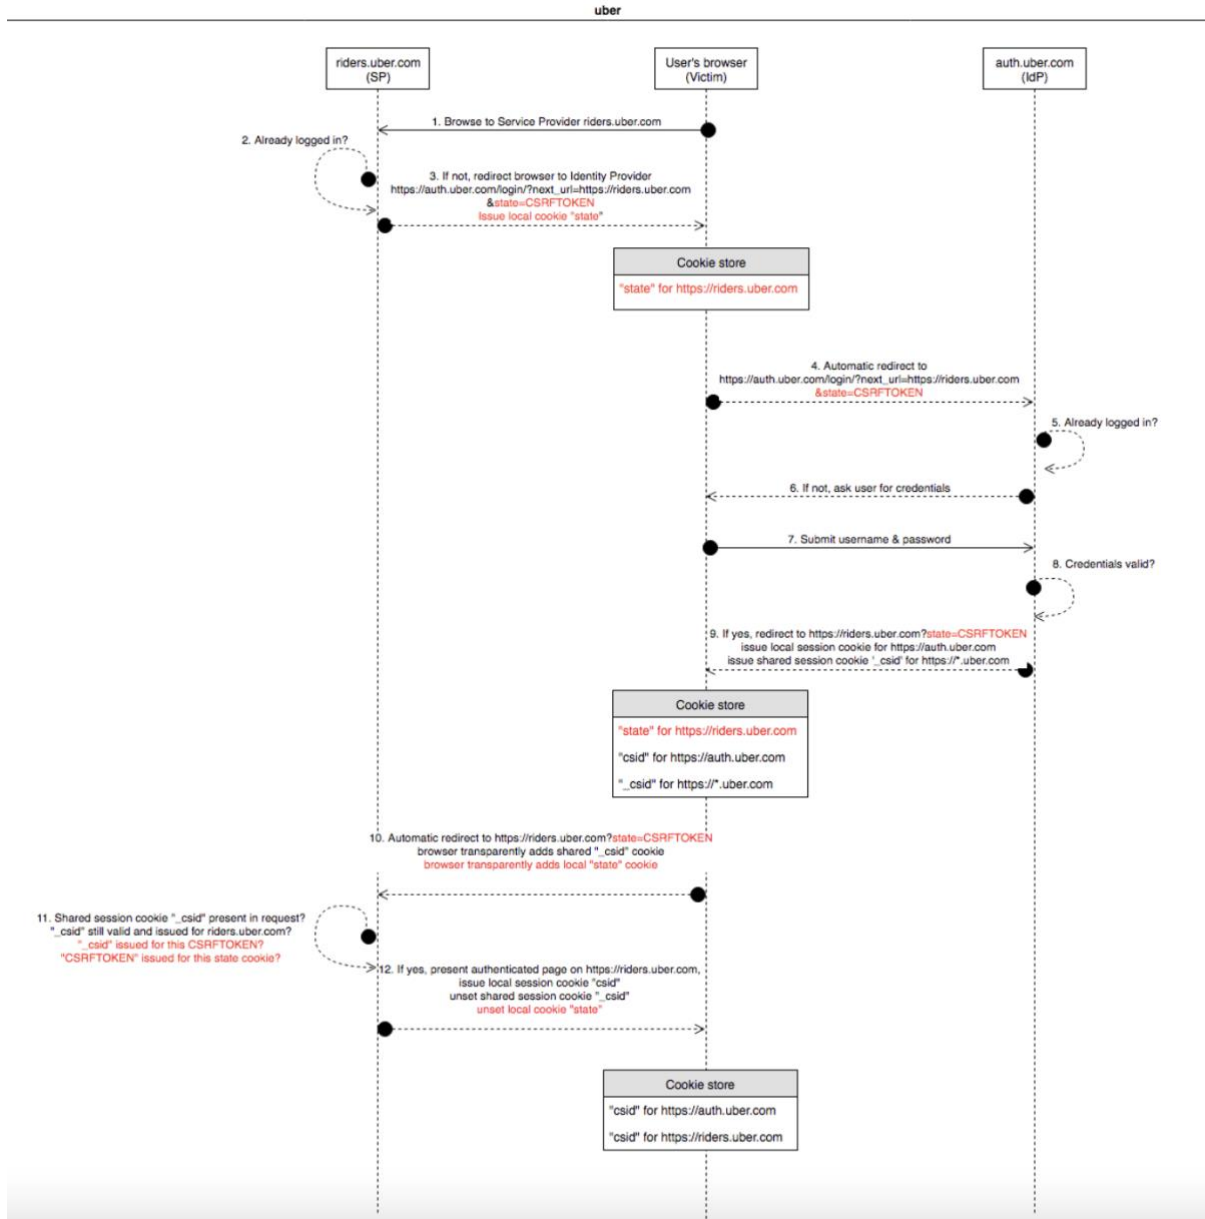 uber
riders.uber.com
(SP)
User's browser
(Victim)
auth.uber.com
(IdP)
1. Browse to Service Provider riders.uber.com
2. Already logged in?
3. If not, redirect browser to Identity Provider
https://auth.uber.com/login/?next_url=https://riders.uber.com
&state=CSRFTOKEN
Issue local cookie "state"
Cookie store
"state" for https://riders.uber.com
4. Automatic redirect to
https://auth.uber.com/login/?next_url=https://riders.uber.com
&state=CSRFTOKEN
5. Already logged in?
6. If not, ask user for credentials
7. Submit username & password
8. Credentials valid?
9. If yes, redirect to https://riders.uber.com?state=CSRFTOKEN
issue local session cookie for https://auth.uber.com
issue shared session cookie '_csid' for https://*.uber.com
Cookie store
"state" for https://riders.uber.com
"csid" for https://auth.uber.com
"_csid" for https://*.uber.com
10. Automatic redirect to https://riders.uber.com?state=CSRFTOKEN
browser transparently adds shared "_csid" cookie
browser transparently adds local "state" cookie
11. Shared session cookie "_csid" present in request?
"_csid" still valid and issued for riders.uber.com?
"_csid" issued for this CSRFTOKEN?
"CSRFTOKEN" issued for this state cookie?
12. If yes, present authenticated page on https://riders.uber.com,
issue local session cookie "csid"
unset shared session cookie "_csid"
unset local cookie "state"
Cookie store
"csid" for https://auth.uber.com
"csid" for https://riders.uber.com